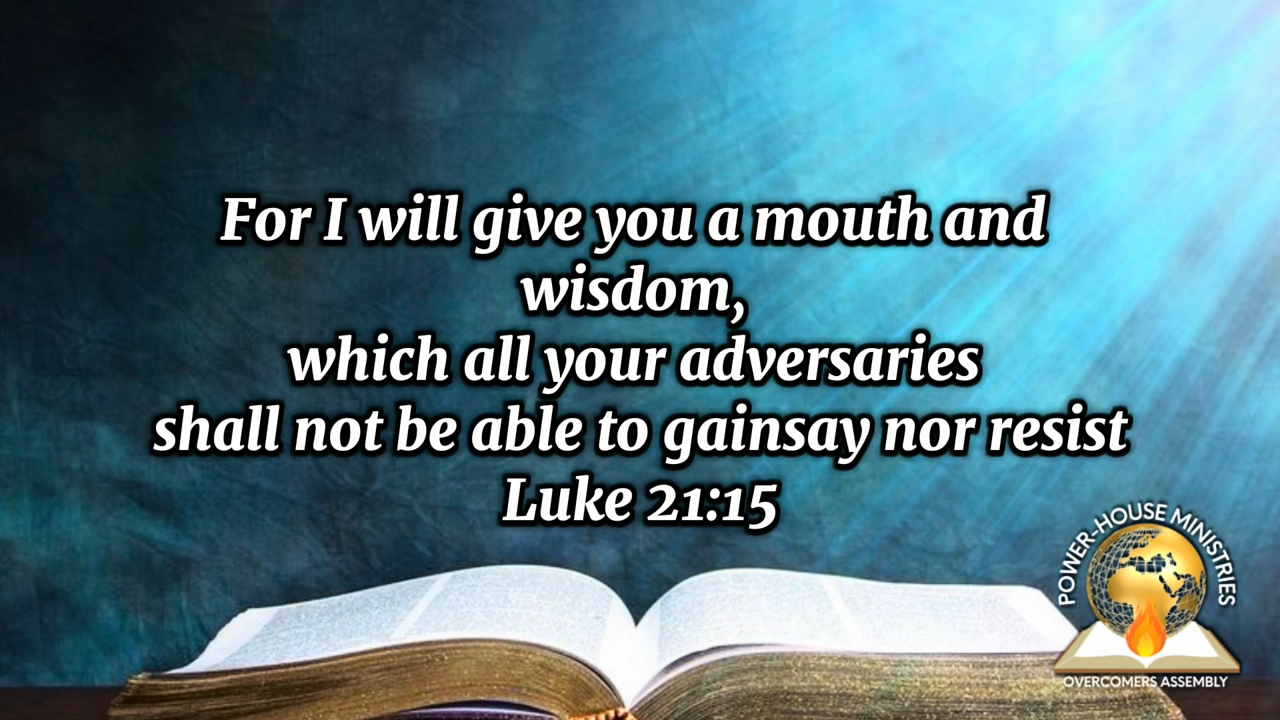 For I will give you a mouth and
wisdom,
which all your adversaries
shall not be able to gainsay nor resist
Luke 21:15
POWER-HOUSE MINISTRIES
OVERCOMERS ASSEMBLY